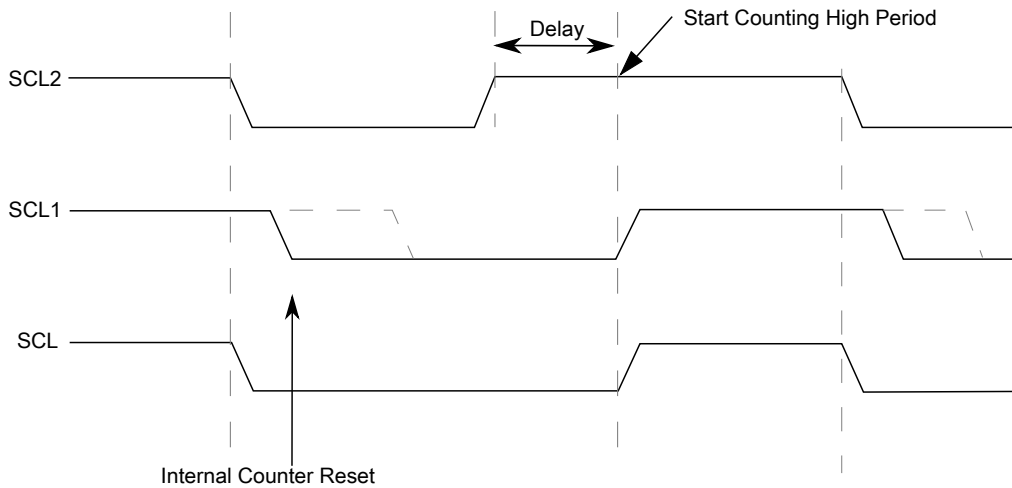 Delay
Start Counting High Period
SCL2
SCL1
SCL
Internal Counter Reset